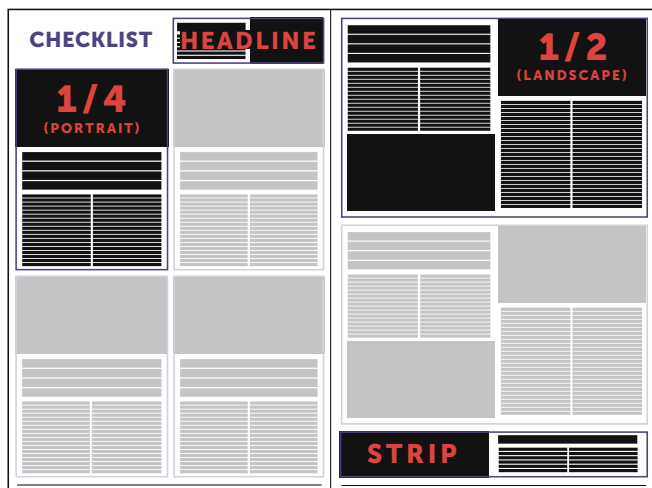 CHECKLIST
HEADLINE
1/4
(PORTRAIT)
1/2
(LANDSCAPE)
STRIP